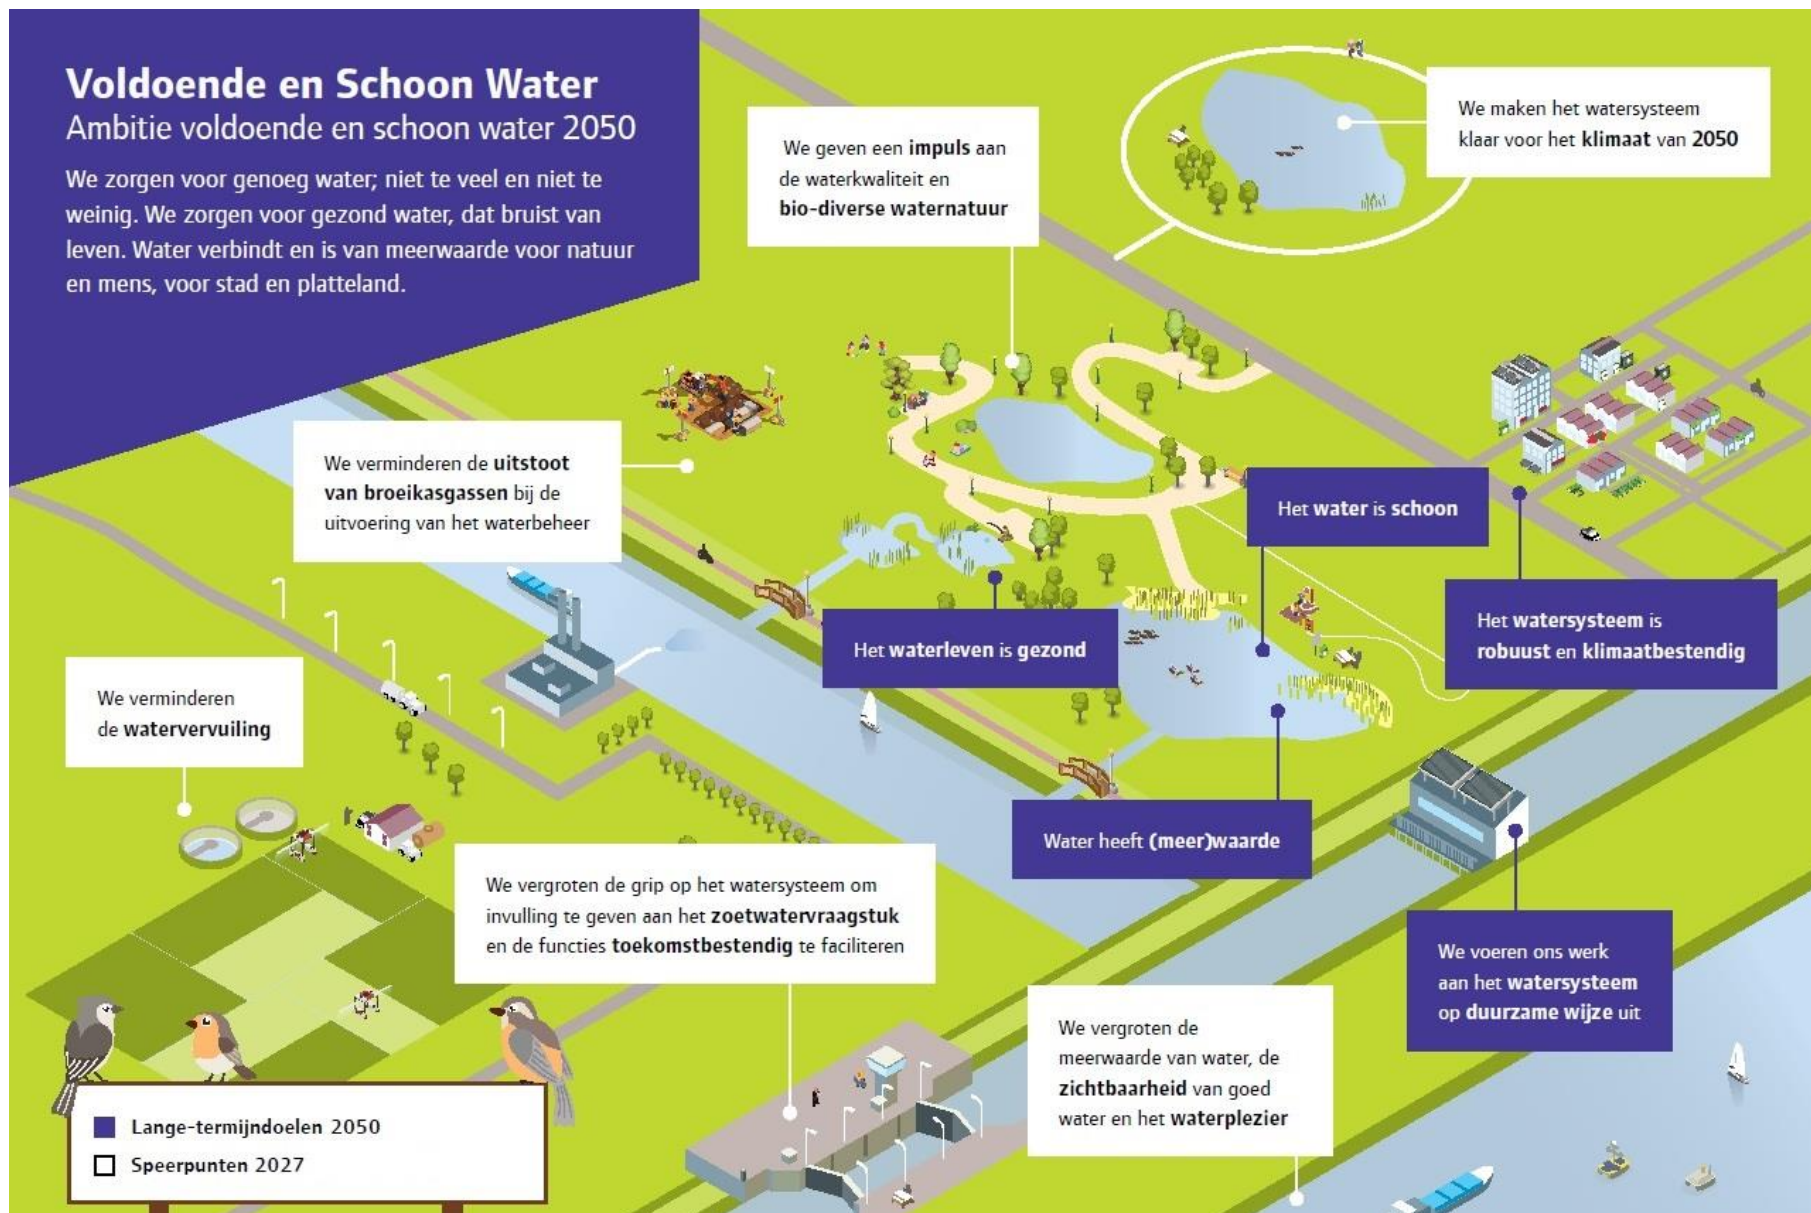 Voldoende en Schoon Water
Ambitie voldoende en schoon water 2050
We zorgen voor genoeg water; niet te veel en niet te
weinig. We zorgen voor gezond water, dat bruist van
leven. Water verbindt en is van meerwaarde voor natuur
en mens, voor stad en platteland.
We geven een impuls aan
de waterkwaliteit en
bio-diverse waternatuur
We maken het watersysteem
klaar voor het klimaat van 2050
We verminderen de uitstoot
van broeikasgassen bij de
uitvoering van het waterbeheer
Het water is schoon
Het waterleven is gezond
Het watersysteem is
robuust en klimaatbestendig
We verminderen
de watervervuiling
Water heeft (meer)waarde
We vergroten de grip op het watersysteem om
invulling te geven aan het zoetwatervraagstuk
en de functies toekomstbestendig te faciliteren
We voeren ons werk
aan het watersysteem
op duurzame wijze uit
We vergroten de
meerwaarde van water, de
zichtbaarheid van goed
water en het waterplezier
Lange-termijndoelen 2050
Speerpunten 2027